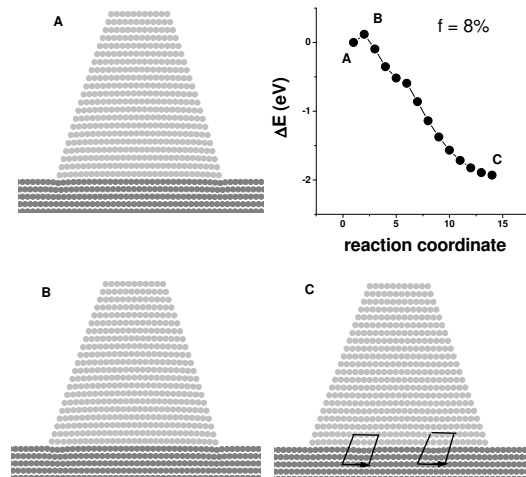 A
B
f = 8%
A
C
ΔE (eV)
0
-1
-2
0
5
10
15
reaction coordinate
B
C